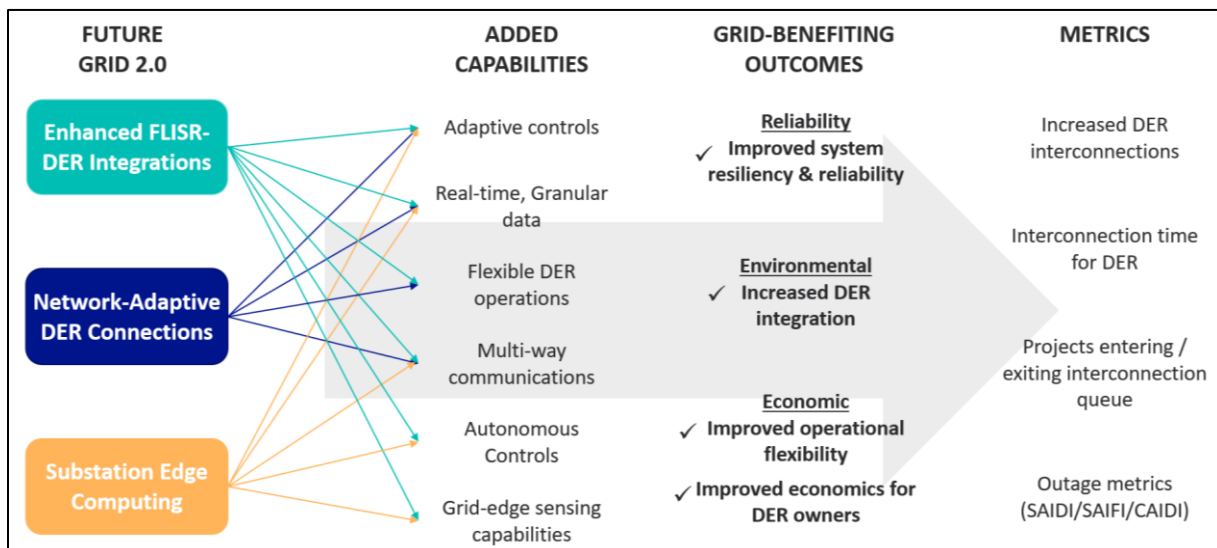 FUTURE
GRID 2.0
ADDED
CAPABILITIES
GRID-BENEFITING
OUTCOMES
METRICS
Enhanced FLISR-
DER Integrations
Network-Adaptive
DER Connections
Substation Edge
Computing
Adaptive controls
Real-time, Granular
data
Flexible DER
operations
Multi-way
communications
Autonomous
Controls
Grid-edge sensing
capabilities
Reliability
✓ Improved system
resiliency & reliability
Environmental
✓ Increased DER
integration
Economic
✓ Improved operational
flexibility
✓ Improved economics for
DER owners
Increased DER
interconnections
Interconnection time
for DER
Projects entering /
exiting interconnection
queue
Outage metrics
(SAIDI/SAIFI/CAIDI)